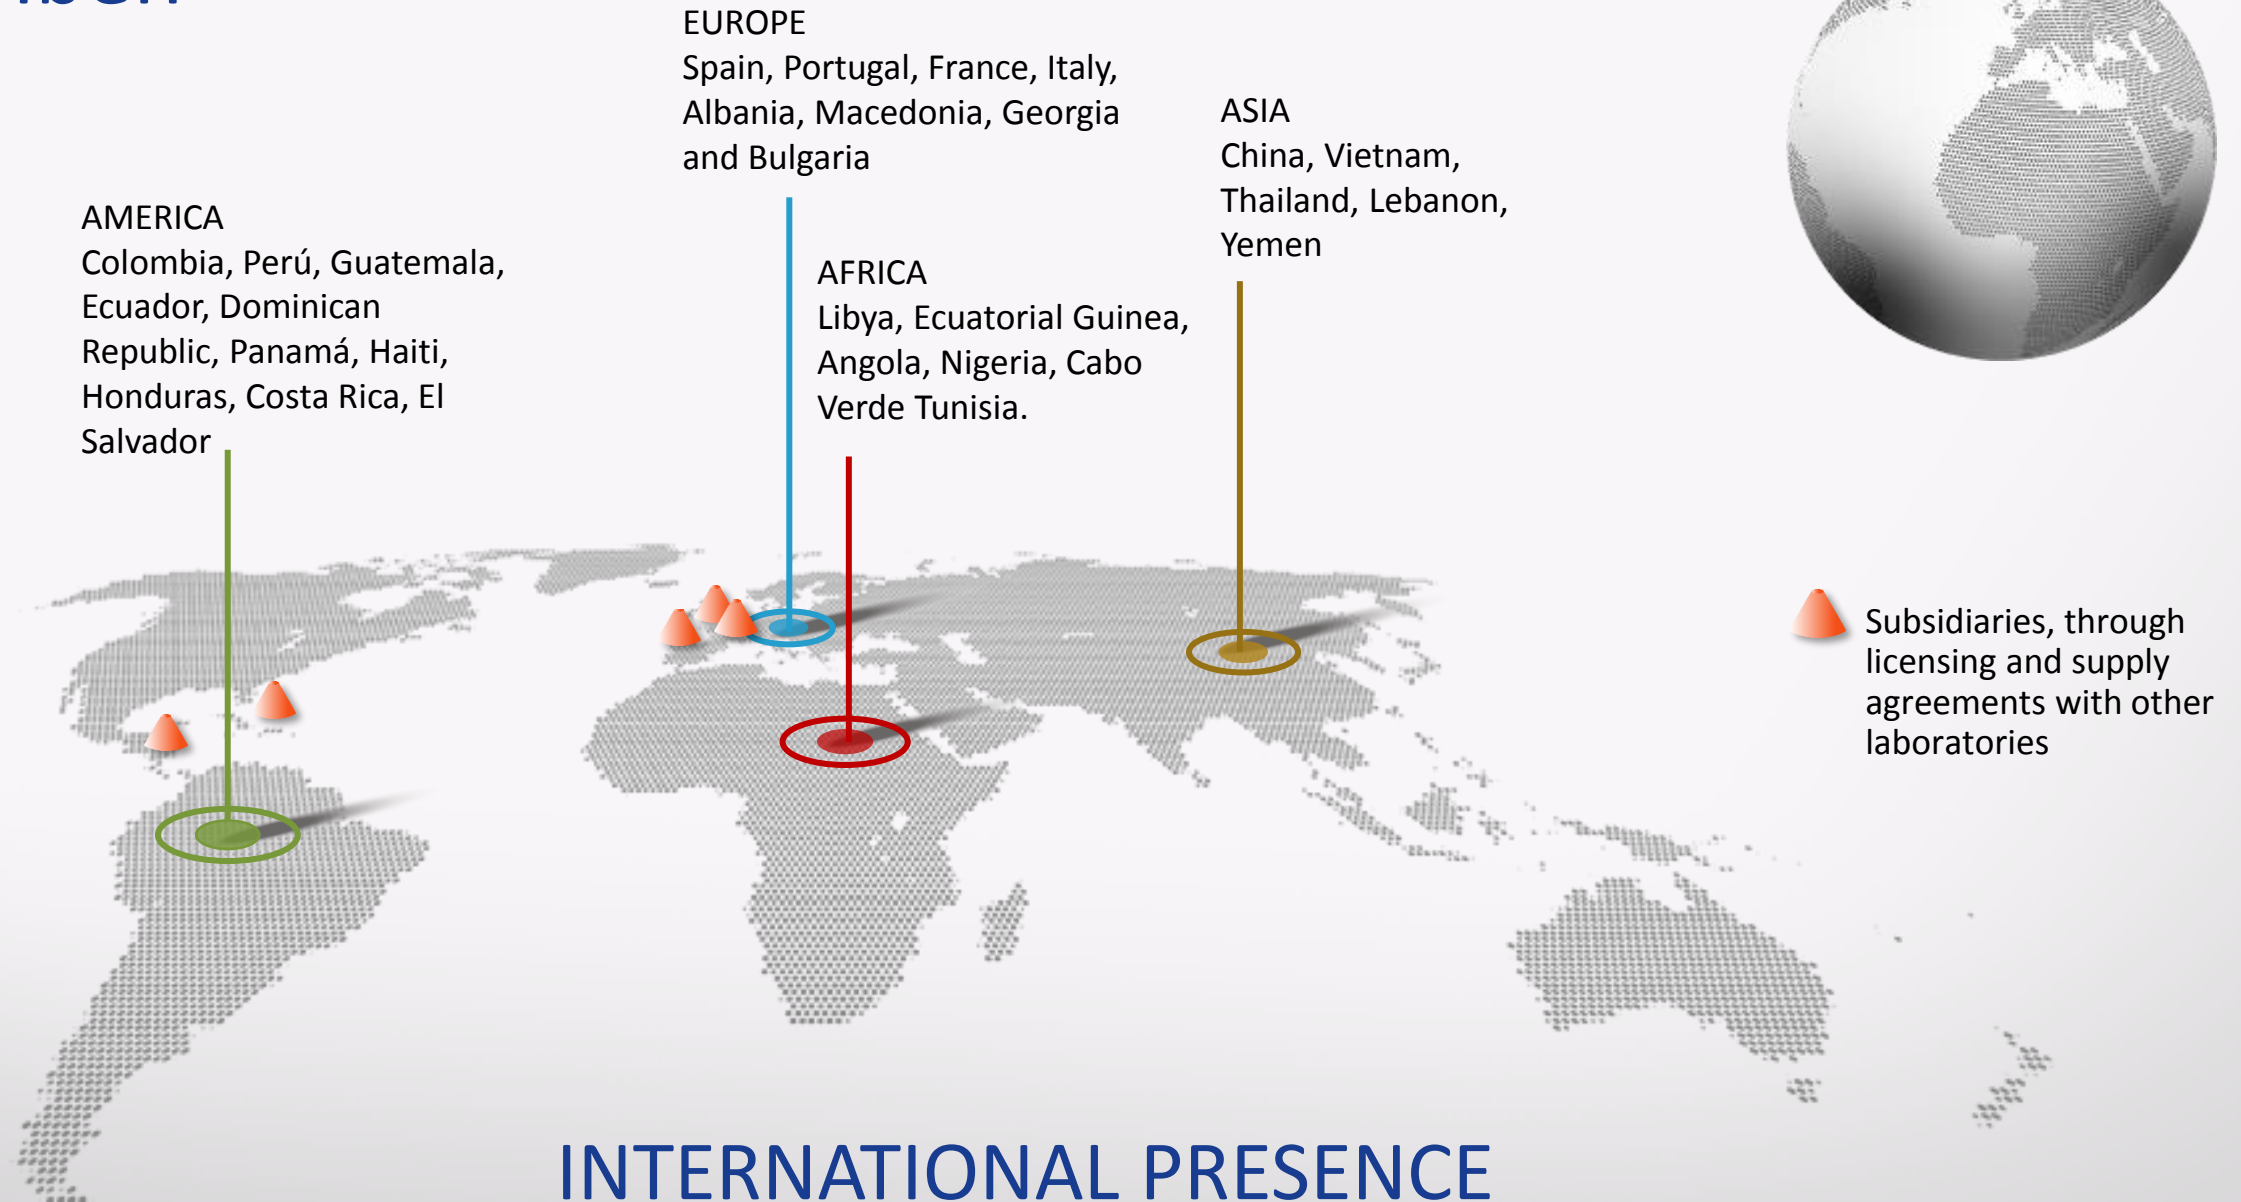 AMERICA
Colombia, Perú, Guatemala,
Ecuador, Dominican
Republic, Panamá, Haiti,
Honduras, Costa Rica, El
Salvador
EUROPE
Spain, Portugal, France, Italy,
Albania, Macedonia, Georgia
and Bulgaria
AFRICA
Libya, Ecuatorial Guinea,
Angola, Nigeria, Cabo
Verde Tunisia.
ASIA
China, Vietnam,
Thailand, Lebanon,
Yemen
Subsidiaries, through
licensing and supply
agreements with other
laboratories
INTERNATIONAL PRESENCE